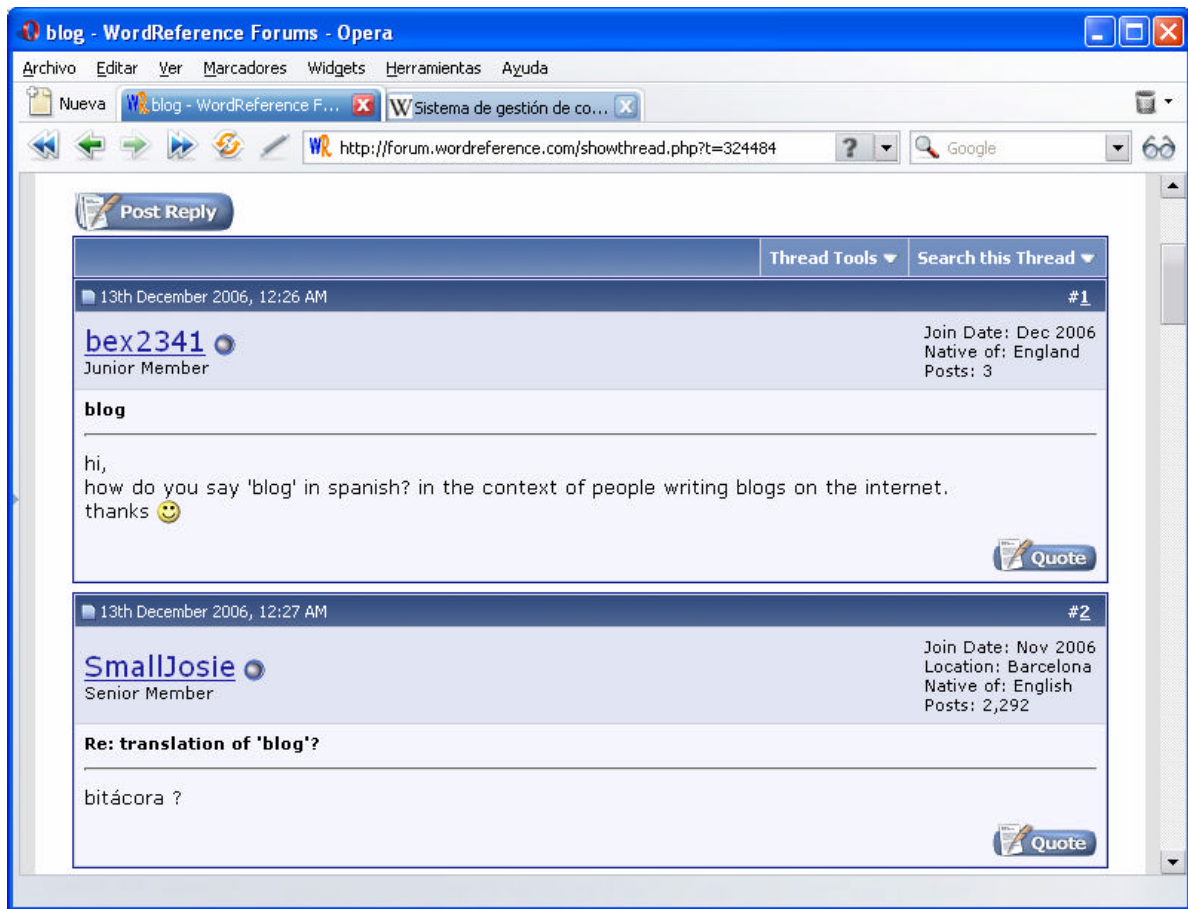 blog - WordReference Forums - Opera
Archivo Editar Ver Marcadores Widgets Herramientas Ayuda
Nueva blog - WordReference F... Sistema de gestión de co...
http://forum.wordreference.com/showthread.php?t=324484 ? Google
Post Reply
Thread Tools Search this Thread
13th December 2006, 12:26 AM #1
bex2341
Junior Member
Join Date: Dec 2006
Native of: England
Posts: 3
blog
hi,
how do you say 'blog' in spanish? in the context of people writing blogs on the internet.
thanks
Quote
13th December 2006, 12:27 AM #2
SmallJosie
Senior Member
Join Date: Nov 2006
Location: Barcelona
Native of: English
Posts: 2,292
Re: translation of 'blog'?
bitácora ?
Quote